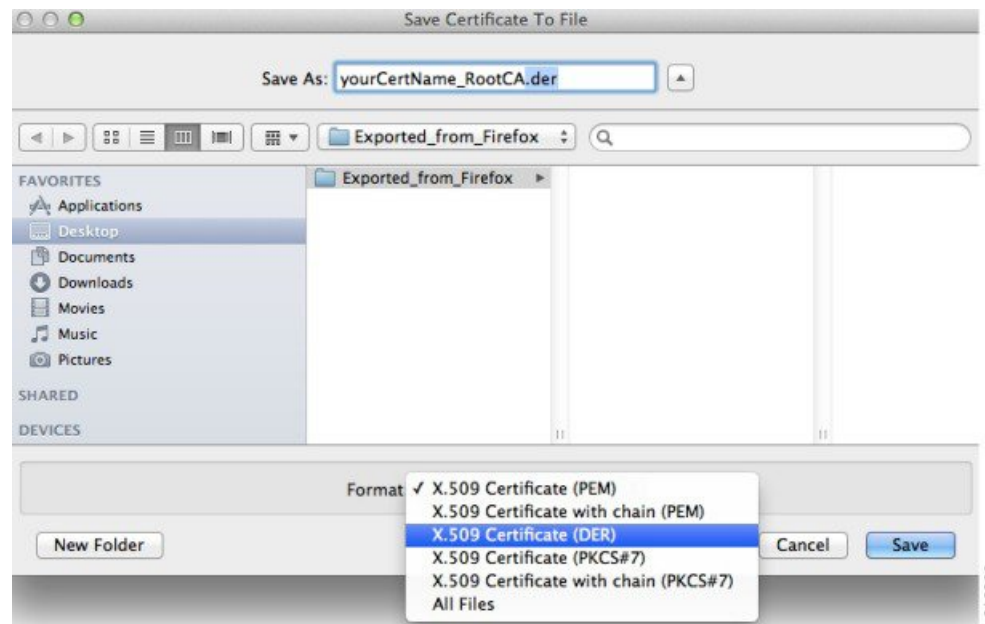 Save Certificate To File
Save As: yourCertName_RootCA.der
Exported_from_Firefox
FAVORITES
Applications
Desktop
Documents
Downloads
Movies
Music
Pictures
SHARED
DEVICES
Exported_from_Firefox
Format ✓ X.509 Certificate (PEM)
X.509 Certificate with chain (PEM)
X.509 Certificate (DER)
X.509 Certificate (PKCS#7)
X.509 Certificate with chain (PKCS#7)
All Files
New Folder
Cancel
Save